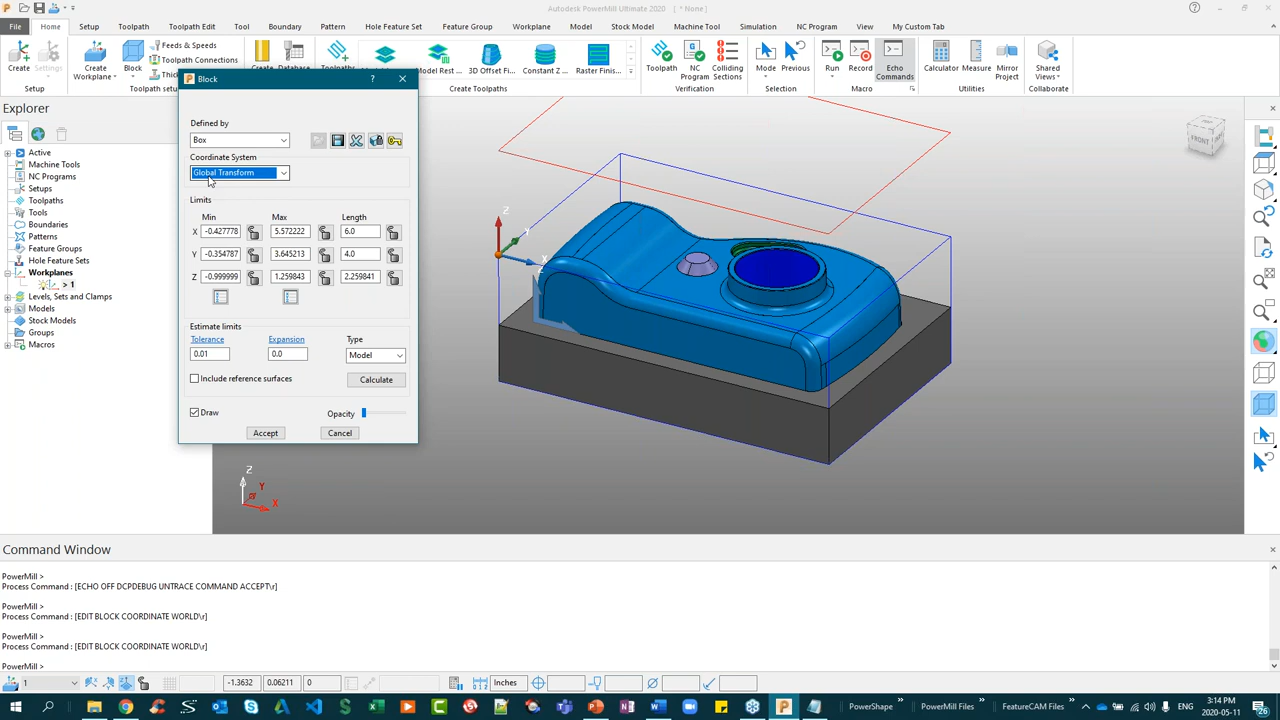 Autodesk PowerMill Ultimate 2020 - [ None ]
File Home Setup Toolpath Toolpath Edit Tool Boundary Pattern Hole Feature Set Feature Group Workplane Model Stock Model Machine Tool Simulation NC Program View My Custom Tab
Create
Settings
Setup
Create
Workplane
Block
Feeds & Speeds
Toolpath Connections
Thick
Toolpath setup
Create
Database
Toolpaths
Model Rest ...
3D Offset Fi...
Constant Z ...
Raster Finis...
Create Toolpaths
Toolpath
NC
Program
Colliding
Sections
Verification
Mode
Previous
Selection
Run
Record
Echo
Commands
Macro
Calculator
Measure
Mirror
Project
Utilities
Shared
Views
Collaborate
Explorer
Active
Machine Tools
NC Programs
Setups
Toolpaths
Tools
Boundaries
Patterns
Feature Groups
Hole Feature Sets
Workplanes
> 1
Levels, Sets and Clamps
Models
Stock Models
Groups
Macros
Block
Defined by
Box
Coordinate System
Global Transform
Limits
Min Max Length
X -0.427778 5.572222 6.0
Y -0.354787 3.645213 4.0
Z -0.999999 1.259843 2.259841
Estimate limits
Tolerance Expansion Type
0.01 0.0 Model
Include reference surfaces Calculate
Draw Opacity
Accept Cancel
Z
X
Z
Y
X
Command Window
PowerMill >
Process Command : [ECHO OFF DCPDEBUG UNTRACE COMMAND ACCEPT\r]
PowerMill >
Process Command : [EDIT BLOCK COORDINATE WORLD\r]
PowerMill >
Process Command : [EDIT BLOCK COORDINATE WORLD\r]
PowerMill >
1 -1.3632 0.06211 0 Inches
PowerShape PowerMill Files FeatureCAM Files
3:14 PM
2020-05-11
26